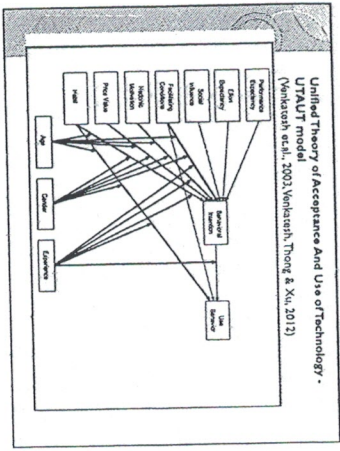 Unified Theory of Acceptance And Use of Technology -
UTAUT model
(Venkatesh et.al., 2003,Venkatesh, Thong & Xu, 2012)
Performance
Expectancy
Effort
Expectancy
Social
Influence
Facilitating
Conditions
Hedonic
Motivation
Price Value
Habit
Behavioral
Intention
Use
Behavior
Age
Gender
Experience